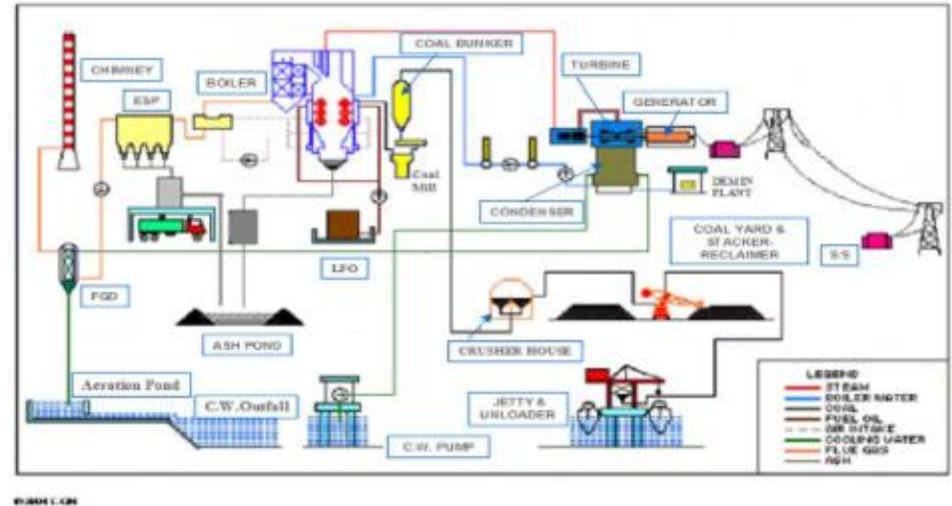 CHIMNEY
ESP
BOILER
COAL BUNKER
TURBINE
GENERATOR
Coal
Mill
DEMIN
PLANT
CONDENSER
COAL YARD &
STACKER-
RECLAIMER
S/S
FGD
LFO
ASH POND
CRUSHER HOUSE
Aeration Pond
C.W.Outfall
JETTY &
UNLOADER
C.W. PUMP
LEGEND
STEAM
BOILER WATER
COAL
FUEL OIL
AIR INTAKE
COOLING WATER
FLUE GAS
ASH